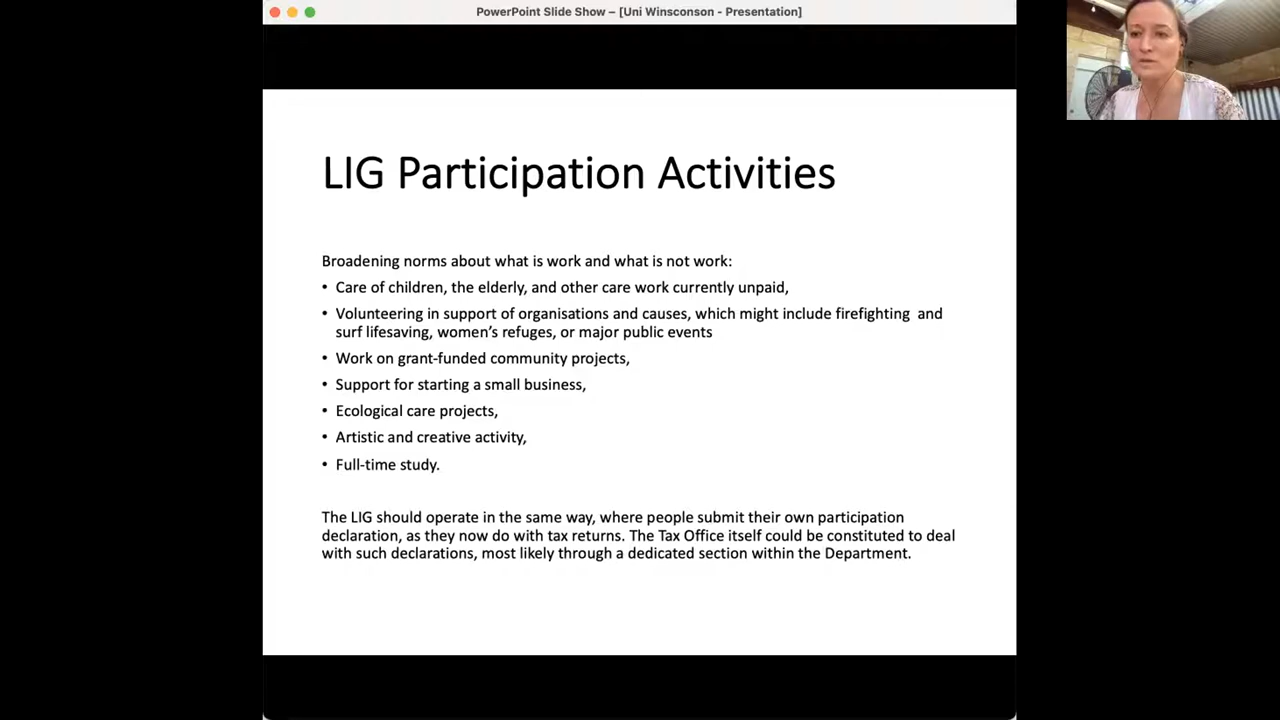 PowerPoint Slide Show – [Uni Winsconson - Presentation]
LIG Participation Activities
Broadening norms about what is work and what is not work:
• Care of children, the elderly, and other care work currently unpaid,
• Volunteering in support of organisations and causes, which might include firefighting and
surf lifesaving, women's refuges, or major public events
• Work on grant-funded community projects,
• Support for starting a small business,
• Ecological care projects,
• Artistic and creative activity,
• Full-time study.
The LIG should operate in the same way, where people submit their own participation
declaration, as they now do with tax returns. The Tax Office itself could be constituted to deal
with such declarations, most likely through a dedicated section within the Department.